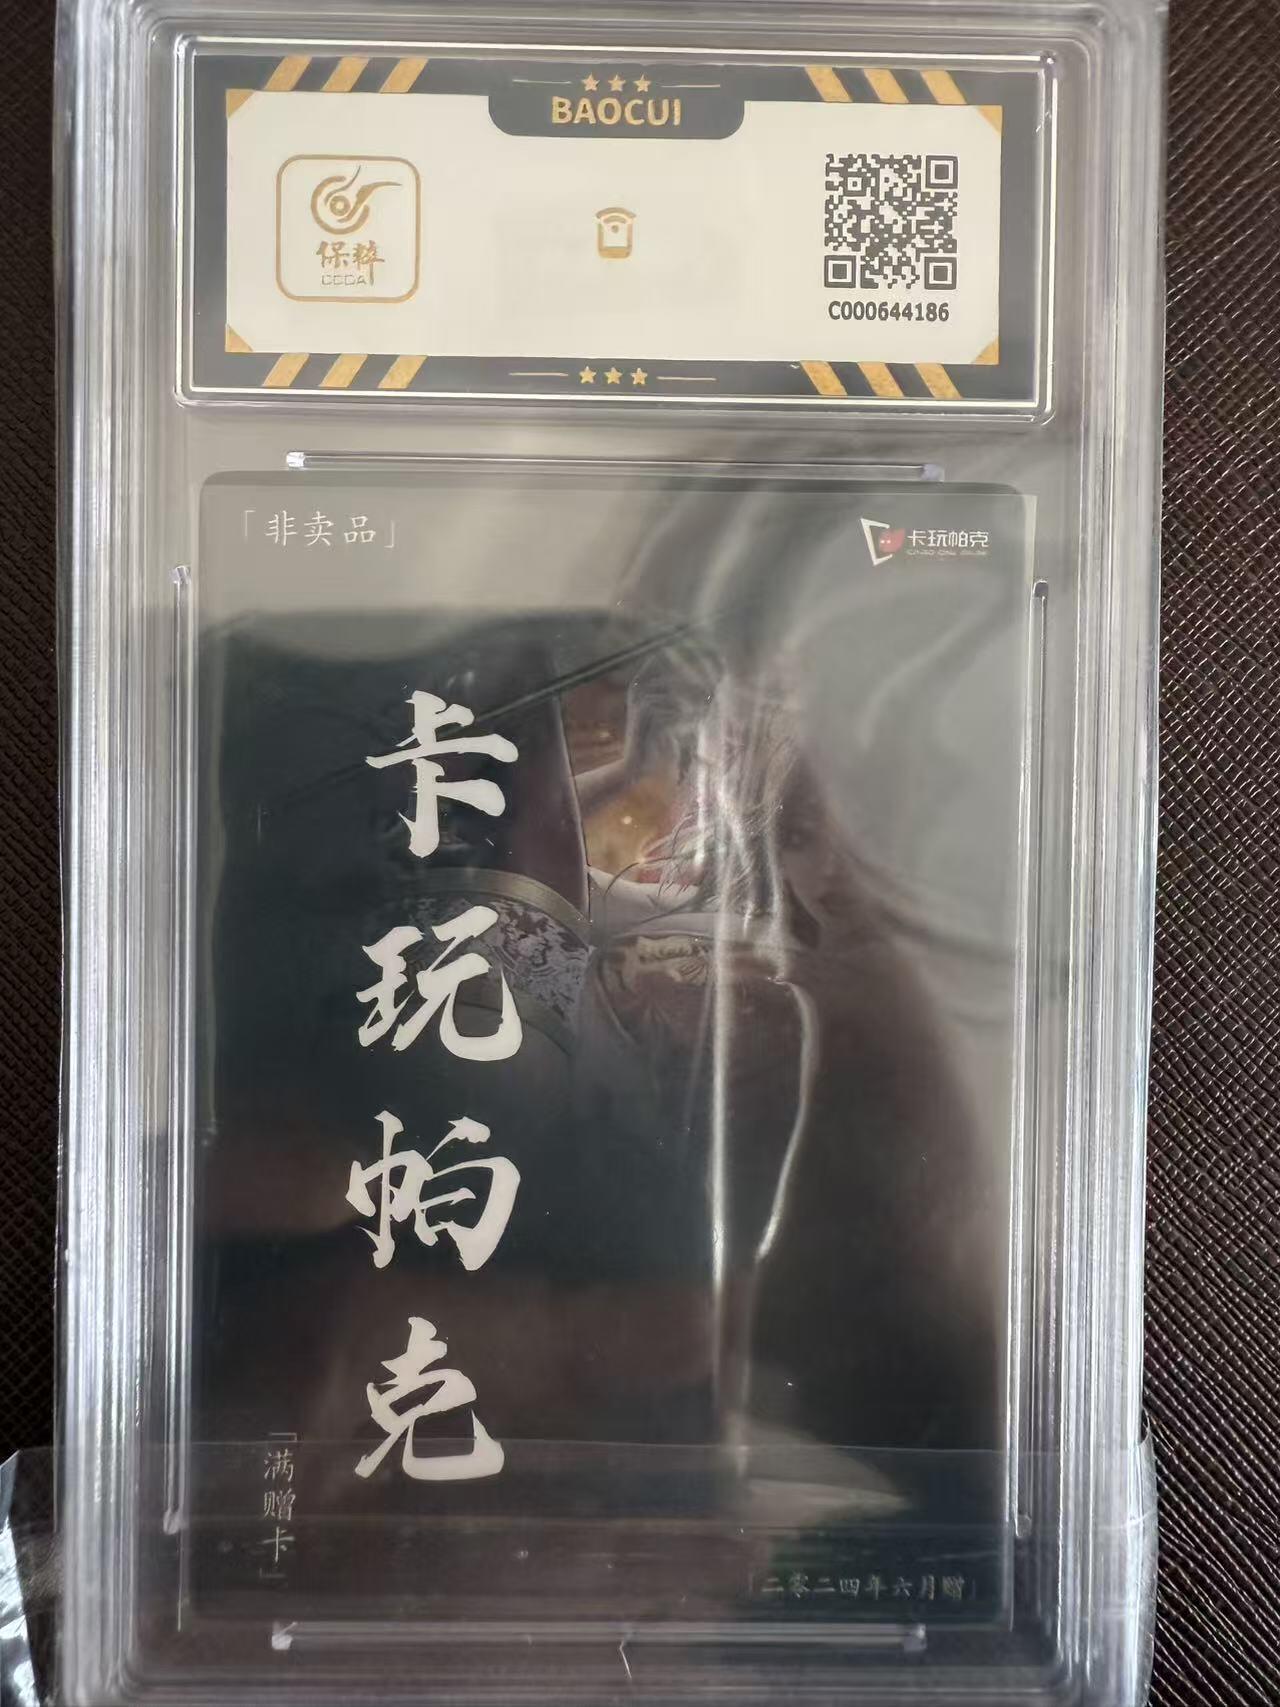 BAOCUI
保粹
CCCA
C000644186
「非卖品」
卡玩帕克
卡玩帕克
「满赠卡」
「二零二四年六月赠」